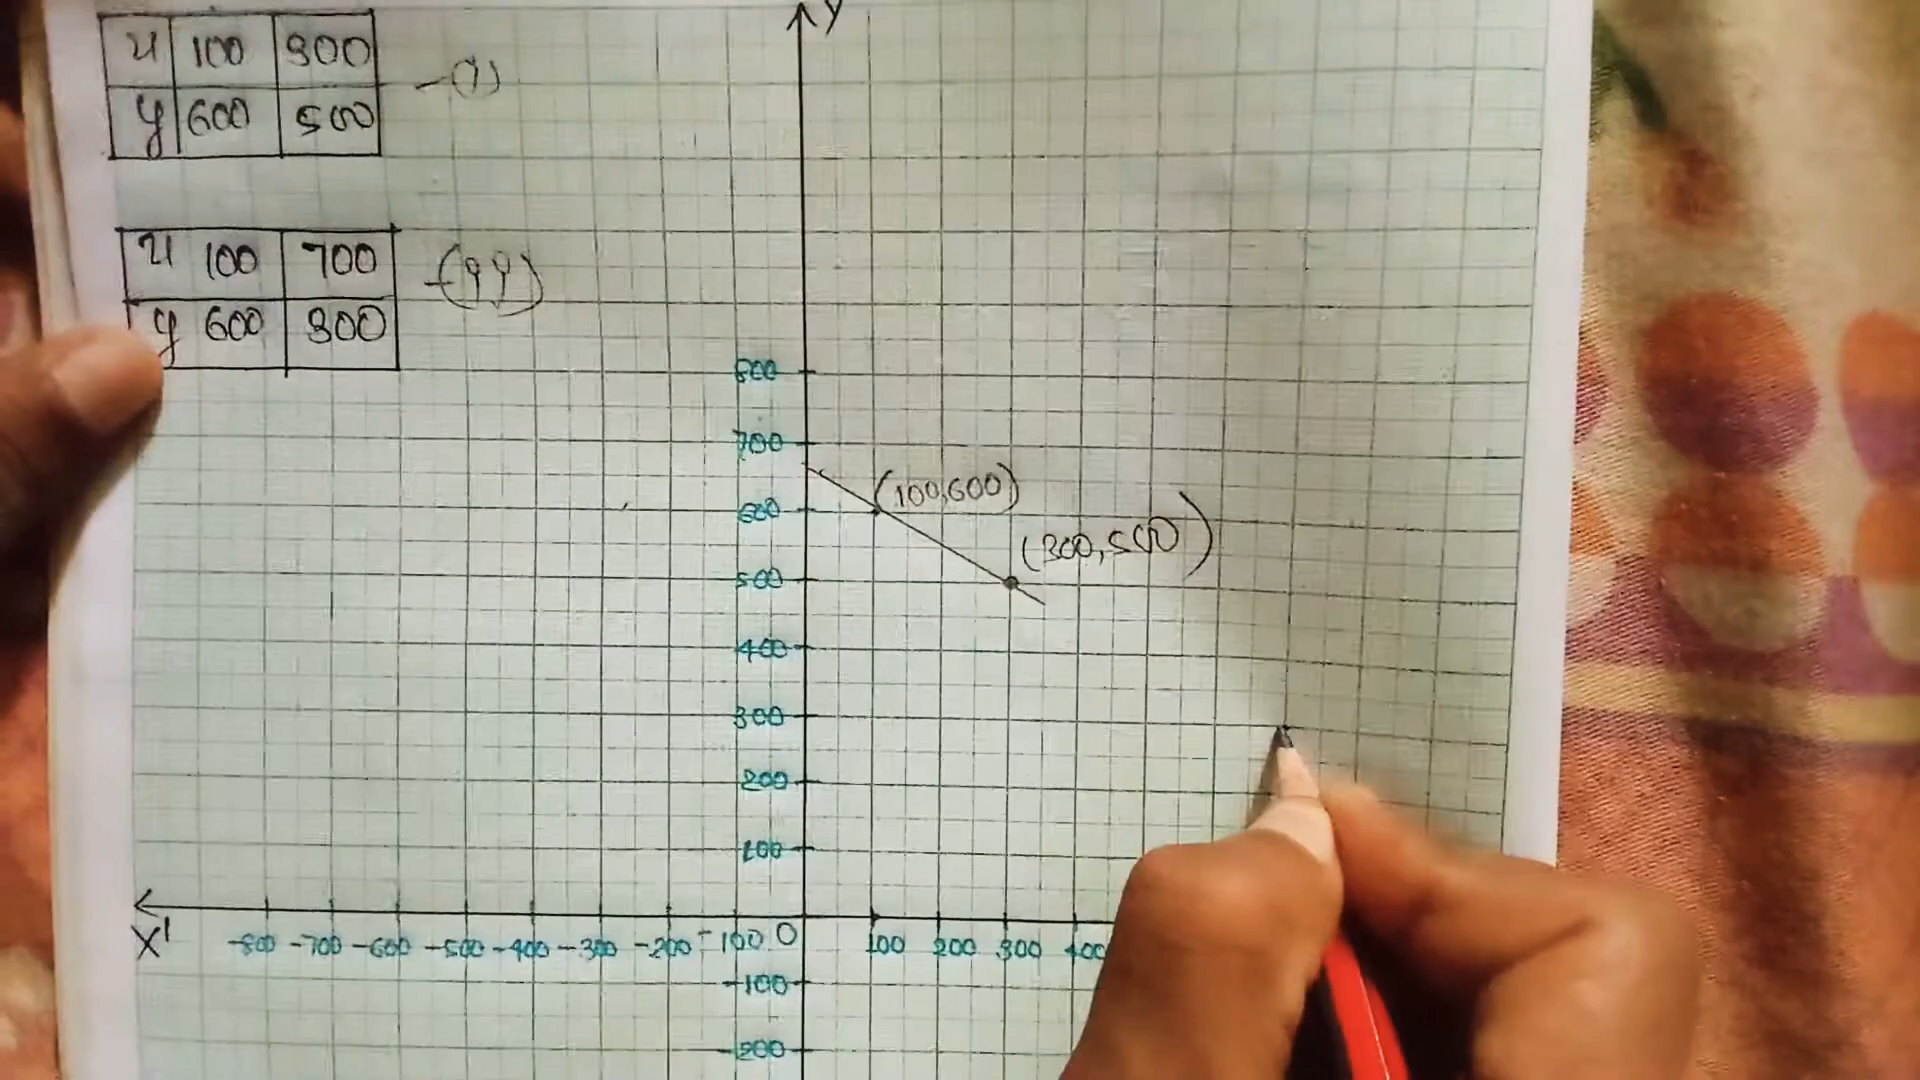 Y
x 100 300 -(i)
y 600 500
x 100 700 -(ii)
y 600 300
800
700
(100,600)
600
(300,500)
500
400
300
200
100
X' -800 -700 -600 -500 -400 -300 -200 -100 O 100 200 300 400
-100
-200